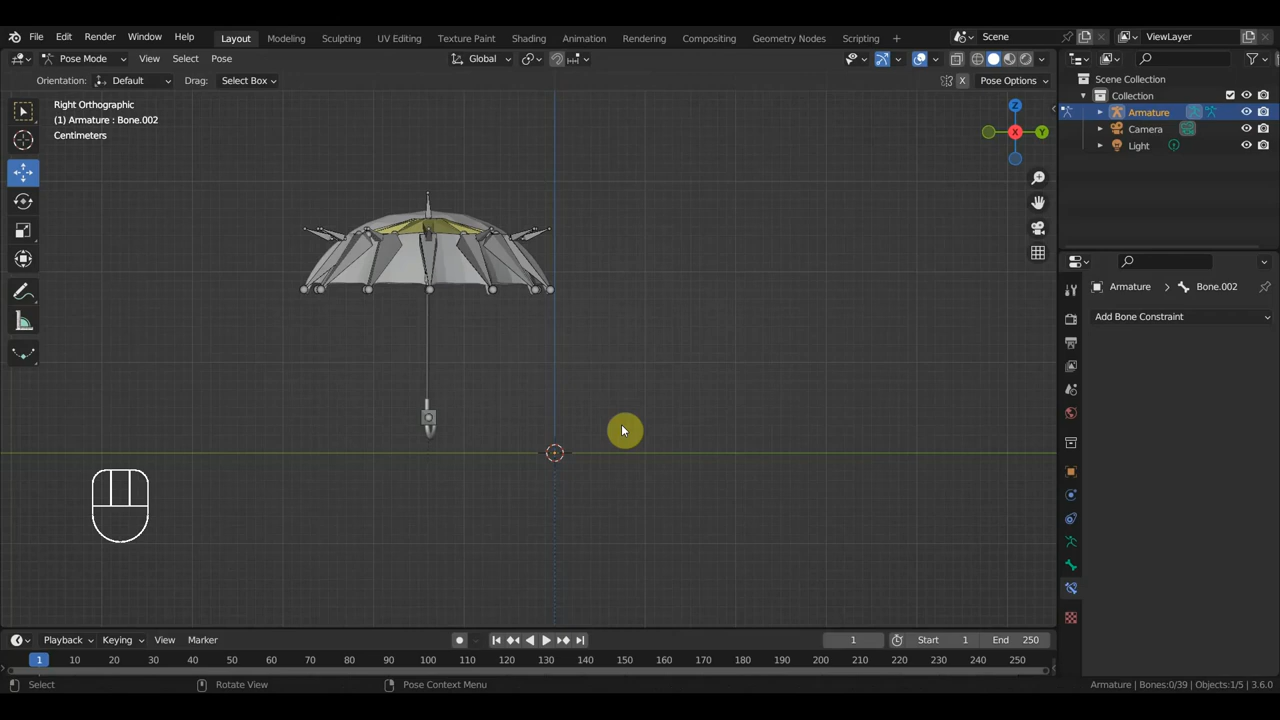 File Edit Render Window Help Layout Modeling Sculpting UV Editing Texture Paint Shading Animation Rendering Compositing Geometry Nodes Scripting + Scene ViewLayer
Pose Mode View Select Pose Global
Orientation: Default Drag: Select Box X Pose Options
Right Orthographic
(1) Armature : Bone.002
Centimeters
Z
X
Y
Scene Collection
Collection
Armature
Camera
Light
Armature > Bone.002
Add Bone Constraint
Playback Keying View Marker 1 Start 1 End 250
1 10 20 30 40 50 60 70 80 90 100 110 120 130 140 150 160 170 180 190 200 210 220 230 240 250
Select Rotate View Pose Context Menu Armature | Bones:0/39 | Objects:1/5 | 3.6.0